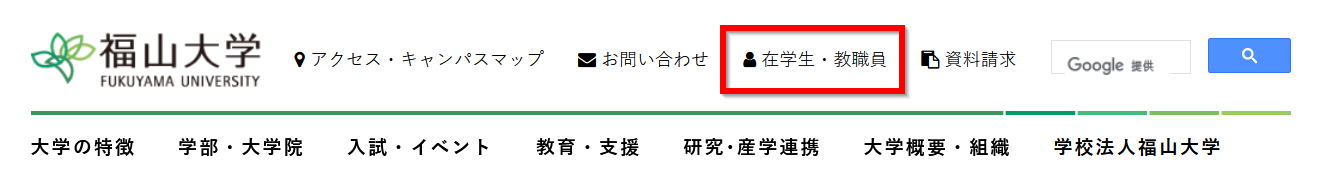 福山大学
FUKUYAMA UNIVERSITY
アクセス・キャンパスマップ お問い合わせ 在学生・教職員 資料請求 Google 提供
大学の特徴 学部・大学院 入試・イベント 教育・支援 研究・産学連携 大学概要・組織 学校法人福山大学